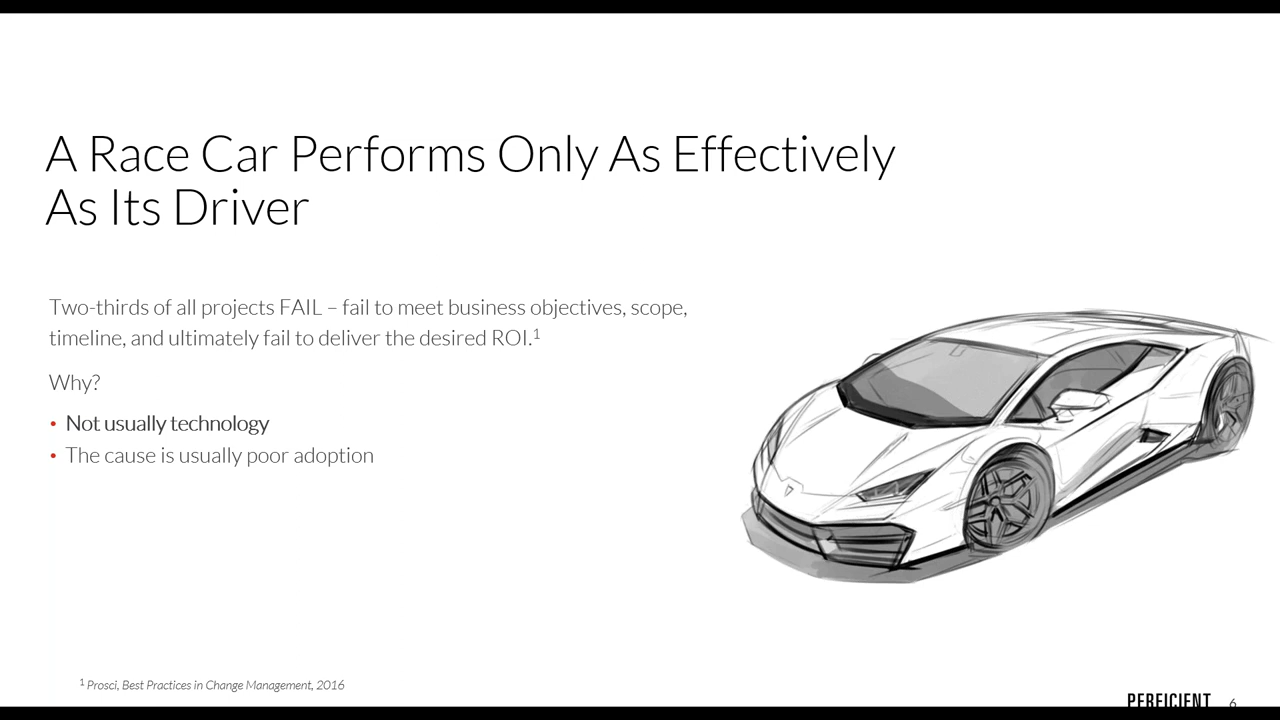 A Race Car Performs Only As Effectively
As Its Driver
Two-thirds of all projects FAIL – fail to meet business objectives, scope,
timeline, and ultimately fail to deliver the desired ROI.¹
Why?
• Not usually technology
• The cause is usually poor adoption
¹ Prosci, Best Practices in Change Management, 2016
PERFICIENT 6